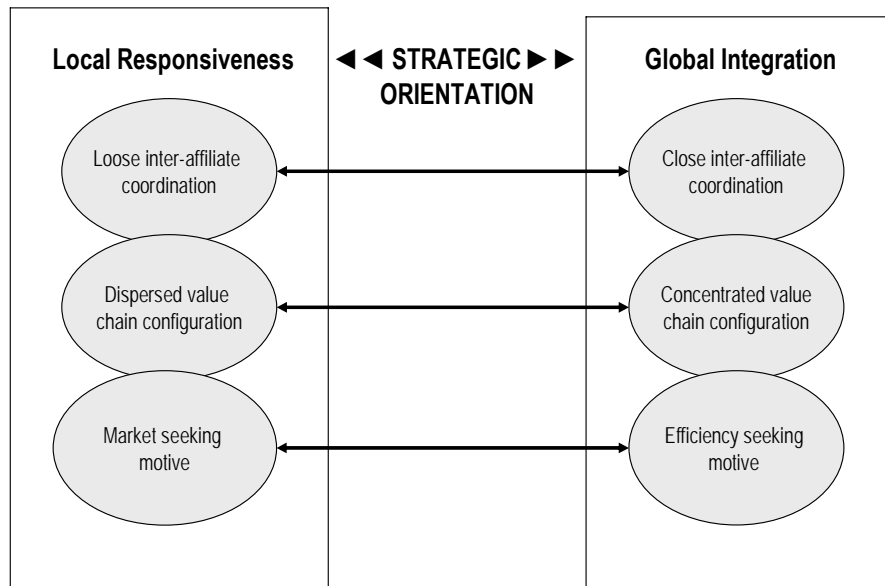 Local Responsiveness
◄ ◄ STRATEGIC ► ►
ORIENTATION
Global Integration
Loose inter-affiliate
coordination
Close inter-affiliate
coordination
Dispersed value
chain configuration
Concentrated value
chain configuration
Market seeking
motive
Efficiency seeking
motive